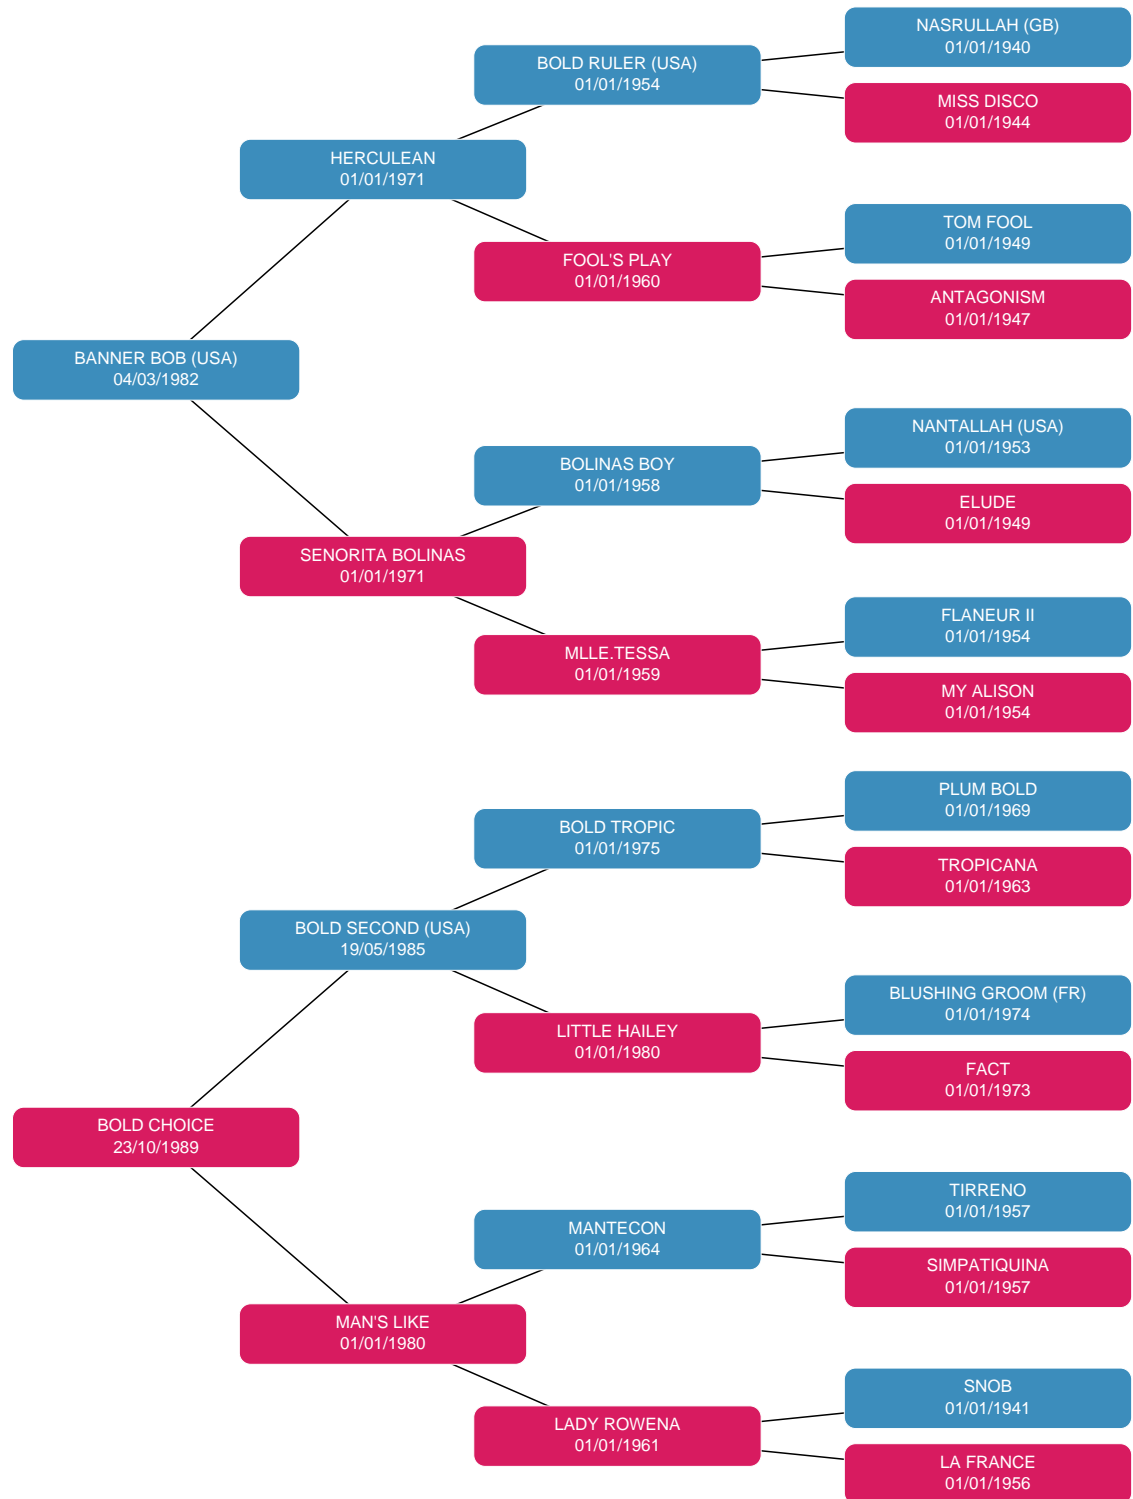 NASRULLAH (GB)
01/01/1940
BOLD RULER (USA)
01/01/1954
MISS DISCO
01/01/1944
HERCULEAN
01/01/1971
TOM FOOL
01/01/1949
FOOL'S PLAY
01/01/1960
ANTAGONISM
01/01/1947
BANNER BOB (USA)
04/03/1982
NANTALLAH (USA)
01/01/1953
BOLINAS BOY
01/01/1958
ELUDE
01/01/1949
SENORITA BOLINAS
01/01/1971
FLANEUR II
01/01/1954
MLLE.TESSA
01/01/1959
MY ALISON
01/01/1954
PLUM BOLD
01/01/1969
BOLD TROPIC
01/01/1975
TROPICANA
01/01/1963
BOLD SECOND (USA)
19/05/1985
BLUSHING GROOM (FR)
01/01/1974
LITTLE HAILEY
01/01/1980
FACT
01/01/1973
BOLD CHOICE
23/10/1989
TIRRENO
01/01/1957
MANTECON
01/01/1964
SIMPATIQUINA
01/01/1957
MAN'S LIKE
01/01/1980
SNOB
01/01/1941
LADY ROWENA
01/01/1961
LA FRANCE
01/01/1956